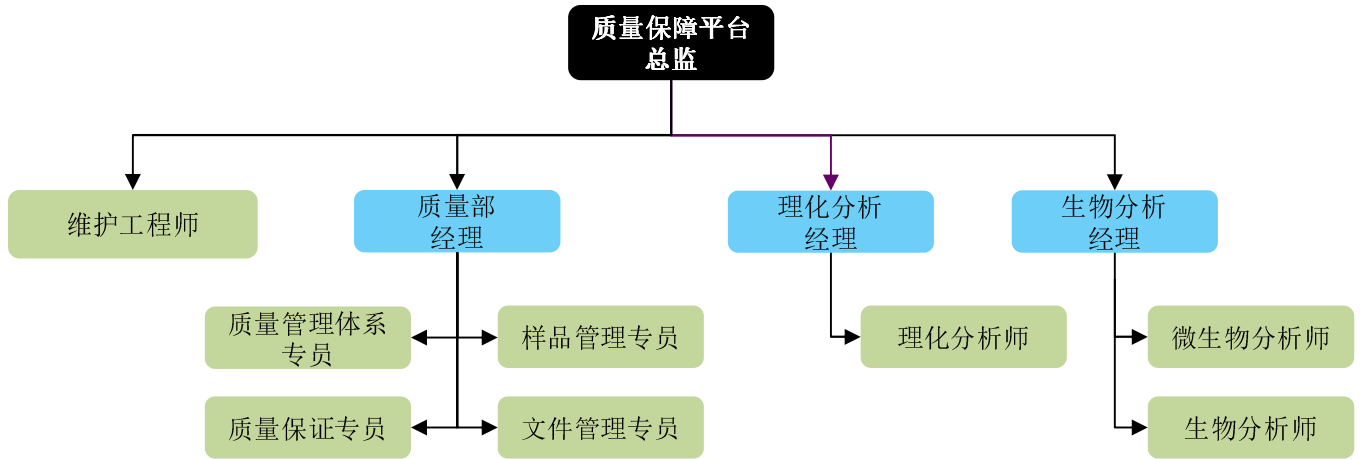 质量保障平台
总监
维护工程师
质量部
经理
理化分析
经理
生物分析
经理
质量管理体系
专员
样品管理专员
理化分析师
微生物分析师
质量保证专员
文件管理专员
生物分析师